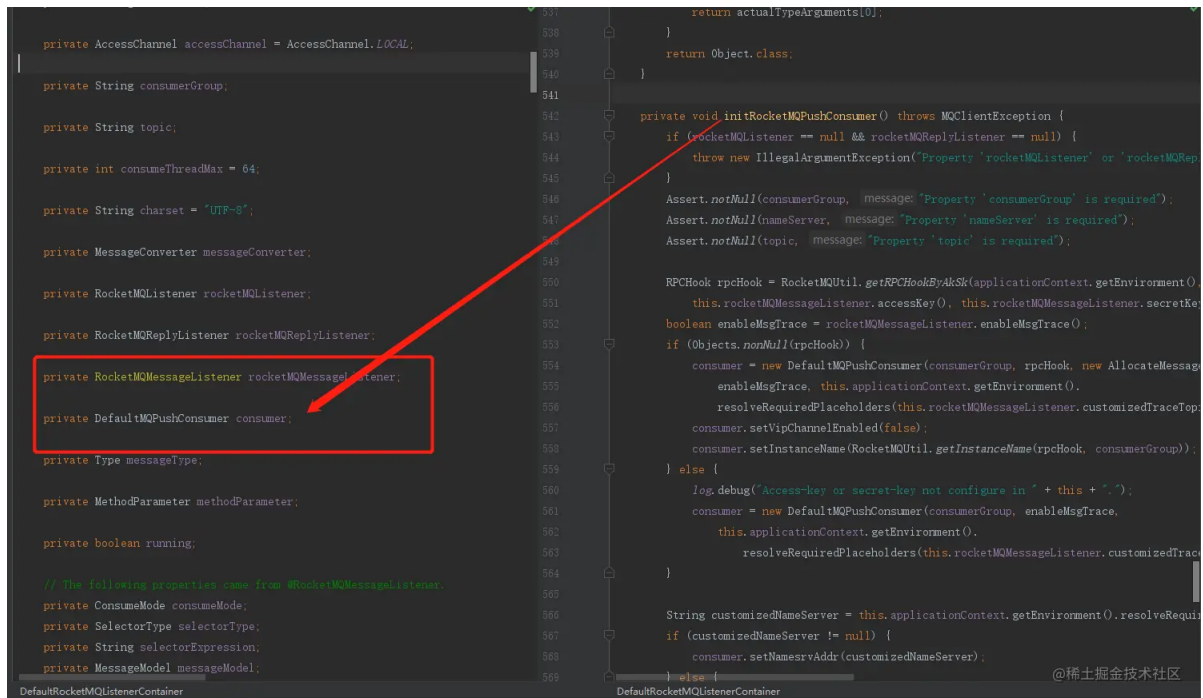 private AccessChannel accessChannel = AccessChannel.LOCAL;
private String consumerGroup;
private String topic;
private int consumeThreadMax = 64;
private String charset = "UTF-8";
private MessageConverter messageConverter;
private RocketMQListener rocketMQListener;
private RocketMQReplyListener rocketMQReplyListener;
private RocketMQMessageListener rocketMQMessageListener;
private DefaultMQPushConsumer consumer;
private Type messageType;
private MethodParameter methodParameter;
private boolean running;
// The following properties came from @RocketMQMessageListener.
private ConsumeMode consumeMode;
private SelectorType selectorType;
private String selectorExpression;
private MessageModel messageModel;
DefaultRocketMQListenerContainer
537 return actualTypeArguments[0];
538 }
539 return Object.class;
540 }
541
542 private void initRocketMQPushConsumer() throws MQClientException {
543 if (rocketMQListener == null && rocketMQReplyListener == null) {
544 throw new IllegalArgumentException("Property 'rocketMQListener' or 'rocketMQRep
545 }
546 Assert.notNull(consumerGroup, message: "Property 'consumerGroup' is required");
547 Assert.notNull(nameServer, message: "Property 'nameServer' is required");
548 Assert.notNull(topic, message: "Property 'topic' is required");
549
550 RPCHook rpcHook = RocketMQUtil.getRPCHookByAkSk(applicationContext.getEnvironment(),
551 this.rocketMQMessageListener.accessKey(), this.rocketMQMessageListener.secretKe
552 boolean enableMsgTrace = rocketMQMessageListener.enableMsgTrace();
553 if (Objects.nonNull(rpcHook)) {
554 consumer = new DefaultMQPushConsumer(consumerGroup, rpcHook, new AllocateMessage
555 enableMsgTrace, this.applicationContext.getEnvironment().
556 resolveRequiredPlaceholders(this.rocketMQMessageListener.customizedTraceTop
557 consumer.setVipChannelEnabled(false);
558 consumer.setInstanceName(RocketMQUtil.getInstanceName(rpcHook, consumerGroup));
559 } else {
560 log.debug("Access-key or secret-key not configure in " + this + ".");
561 consumer = new DefaultMQPushConsumer(consumerGroup, enableMsgTrace,
562 this.applicationContext.getEnvironment().
563 resolveRequiredPlaceholders(this.rocketMQMessageListener.customizedTrac
564 }
565
566 String customizedNameServer = this.applicationContext.getEnvironment().resolveRequi
567 if (customizedNameServer != null) {
568 consumer.setNamesrvAddr(customizedNameServer);
569 } else {
DefaultRocketMQListenerContainer
@稀土掘金技术社区